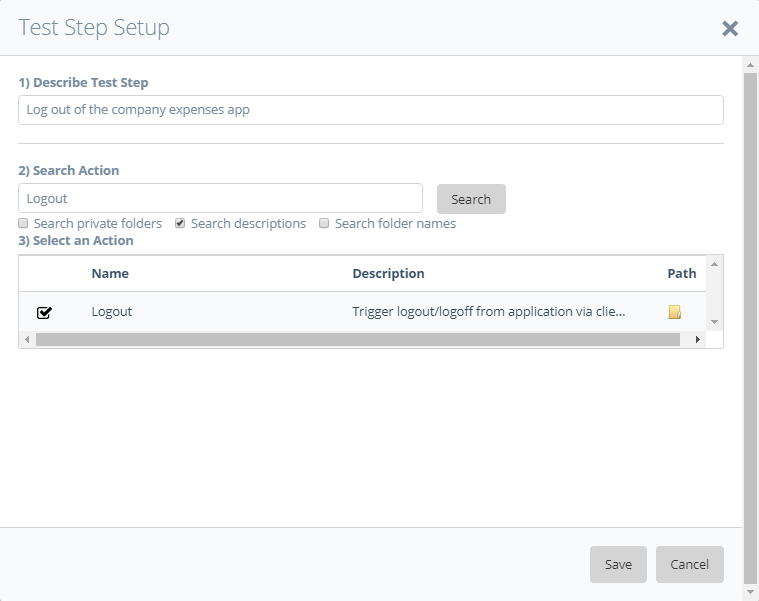 Test Step Setup
1) Describe Test Step
Log out of the company expenses app
2) Search Action
Logout Search
Search private folders Search descriptions Search folder names
3) Select an Action
Name Description Path
Logout Trigger logout/logoff from application via clie...
Save Cancel